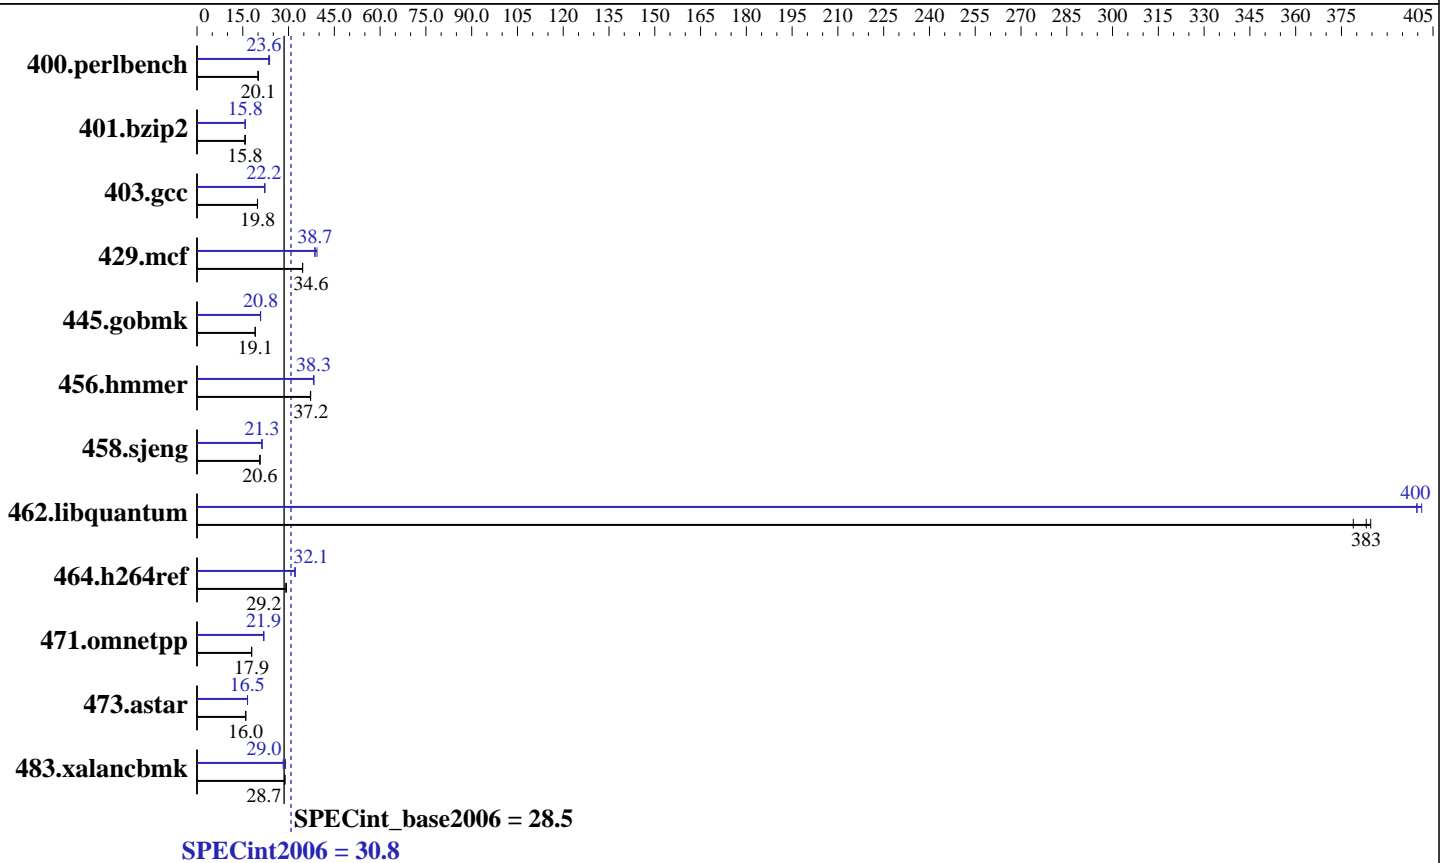 0 15.0 30.0 45.0 60.0 75.0 90.0 105 120 135 150 165 180 195 210 225 240 255 270 285 300 315 330 345 360 375 405
23.6
400.perlbench
20.1
15.8
401.bzip2
15.8
22.2
403.gcc
19.8
38.7
429.mcf
34.6
20.8
445.gobmk
19.1
38.3
456.hmmer
37.2
21.3
458.sjeng
20.6
400
462.libquantum
383
32.1
464.h264ref
29.2
21.9
471.omnetpp
17.9
16.5
473.astar
16.0
29.0
483.xalancbmk
28.7
SPECint_base2006 = 28.5
SPECint2006 = 30.8